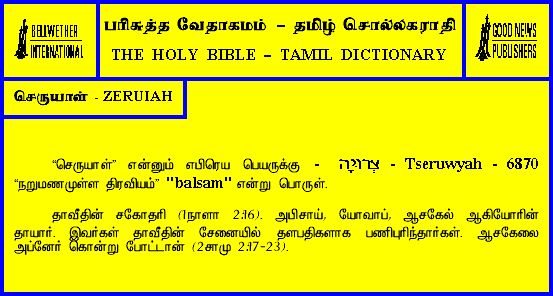 BELLWETHER
INTERNATIONAL
பரிசுத்த வேதாகமம் – தமிழ் சொல்லகராதி
THE HOLY BIBLE – TAMIL DICTIONARY
GOOD NEWS
PUBLISHERS
செருயாள் - ZERUIAH
“செருயாள்” என்னும் எபிரெய பெயருக்கு - צְרוּיָה - Tseruwyah - 6870
“நறுமணமுள்ள திரவியம்” "balsam" என்று பொருள்.
தாவீதின் சகோதரி (1நாளா 2:16). அபிசாய், யோவாய், ஆசகேல் ஆகியோரின்
தாயார். இவர்கள் தாவீதின் சேனையில் தளபதிகளாக பணிபுரிந்தார்கள். ஆசகேலை
அப்னேர் கொன்று போட்டான் (2சாமு 2:17-23).